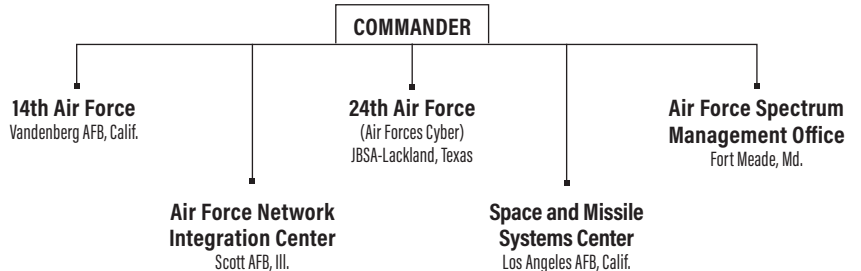 COMMANDER
14th Air Force
Vandenberg AFB, Calif.
24th Air Force
(Air Forces Cyber)
JBSA-Lackland, Texas
Air Force Spectrum
Management Office
Fort Meade, Md.
Air Force Network
Integration Center
Scott AFB, Ill.
Space and Missile
Systems Center
Los Angeles AFB, Calif.